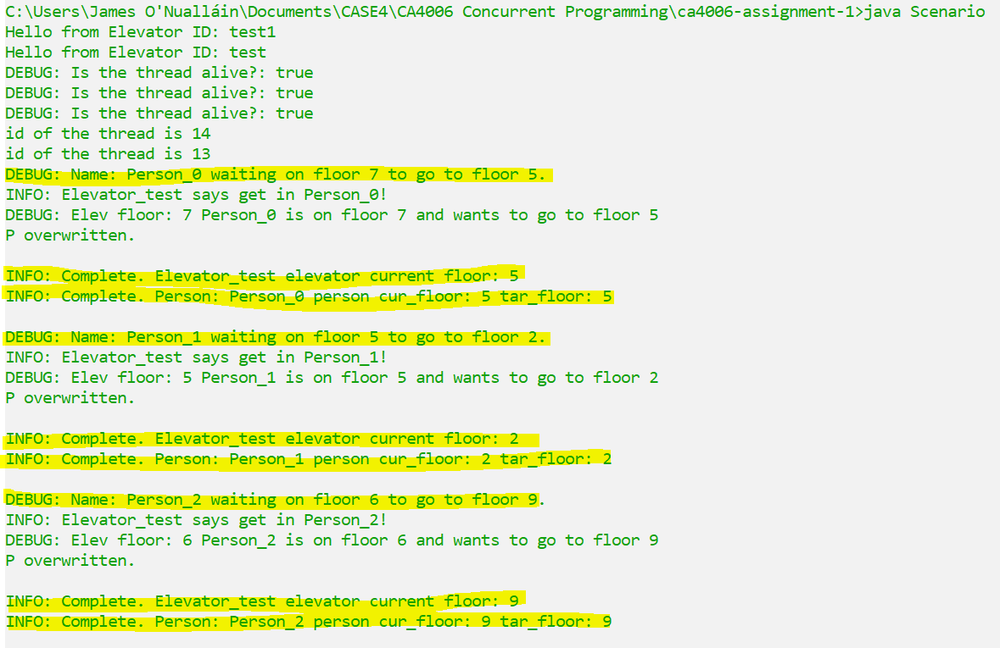 C:\Users\James O'Nualláin\Documents\CASE4\CA4006 Concurrent Programming\ca4006-assignment-1>java Scenario
Hello from Elevator ID: test1
Hello from Elevator ID: test
DEBUG: Is the thread alive?: true
DEBUG: Is the thread alive?: true
DEBUG: Is the thread alive?: true
id of the thread is 14
id of the thread is 13
DEBUG: Name: Person_0 waiting on floor 7 to go to floor 5.
INFO: Elevator_test says get in Person_0!
DEBUG: Elev floor: 7 Person_0 is on floor 7 and wants to go to floor 5
P overwritten.
INFO: Complete. Elevator_test elevator current floor: 5
INFO: Complete. Person: Person_0 person cur_floor: 5 tar_floor: 5
DEBUG: Name: Person_1 waiting on floor 5 to go to floor 2.
INFO: Elevator_test says get in Person_1!
DEBUG: Elev floor: 5 Person_1 is on floor 5 and wants to go to floor 2
P overwritten.
INFO: Complete. Elevator_test elevator current floor: 2
INFO: Complete. Person: Person_1 person cur_floor: 2 tar_floor: 2
DEBUG: Name: Person_2 waiting on floor 6 to go to floor 9.
INFO: Elevator_test says get in Person_2!
DEBUG: Elev floor: 6 Person_2 is on floor 6 and wants to go to floor 9
P overwritten.
INFO: Complete. Elevator_test elevator current floor: 9
INFO: Complete. Person: Person_2 person cur_floor: 9 tar_floor: 9